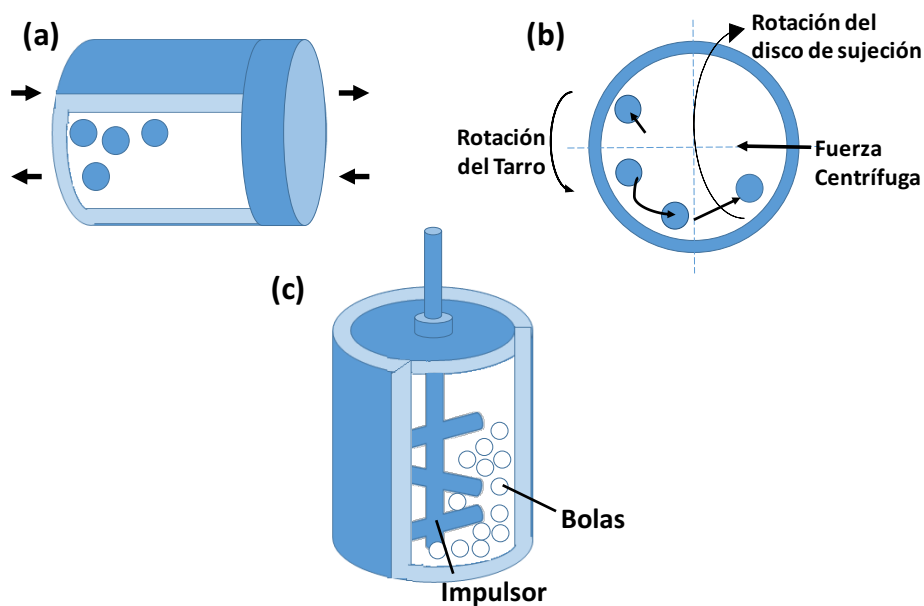 (a)
(b)
Rotación del
disco de sujeción
Rotación
del Tarro
Fuerza
Centrífuga
(c)
Bolas
Impulsor